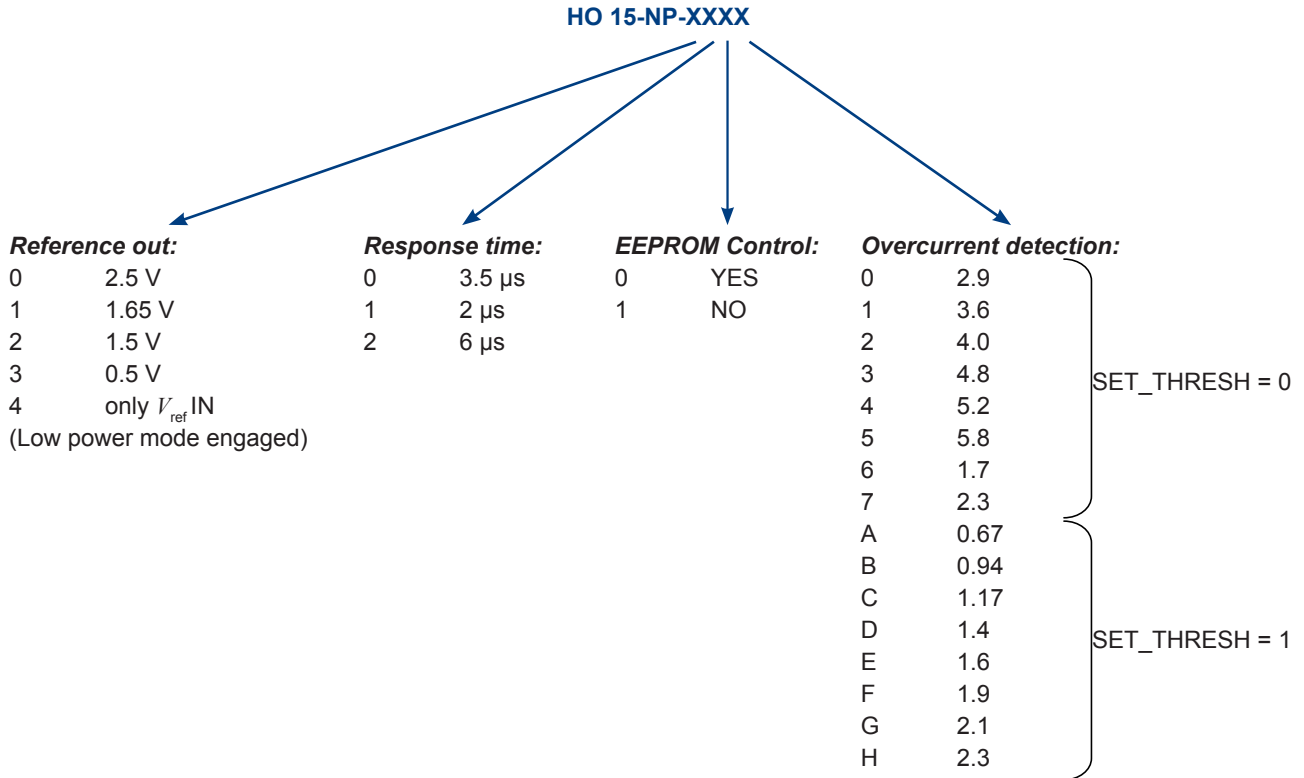 HO 15-NP-XXXX
Reference out:
0 2.5 V
1 1.65 V
2 1.5 V
3 0.5 V
4 only Vref IN
(Low power mode engaged)
Response time:
0 3.5 µs
1 2 µs
2 6 µs
EEPROM Control:
0 YES
1 NO
Overcurrent detection:
0 2.9
1 3.6
2 4.0
3 4.8
4 5.2
5 5.8
6 1.7
7 2.3
SET_THRESH = 0
A 0.67
B 0.94
C 1.17
D 1.4
E 1.6
F 1.9
G 2.1
H 2.3
SET_THRESH = 1